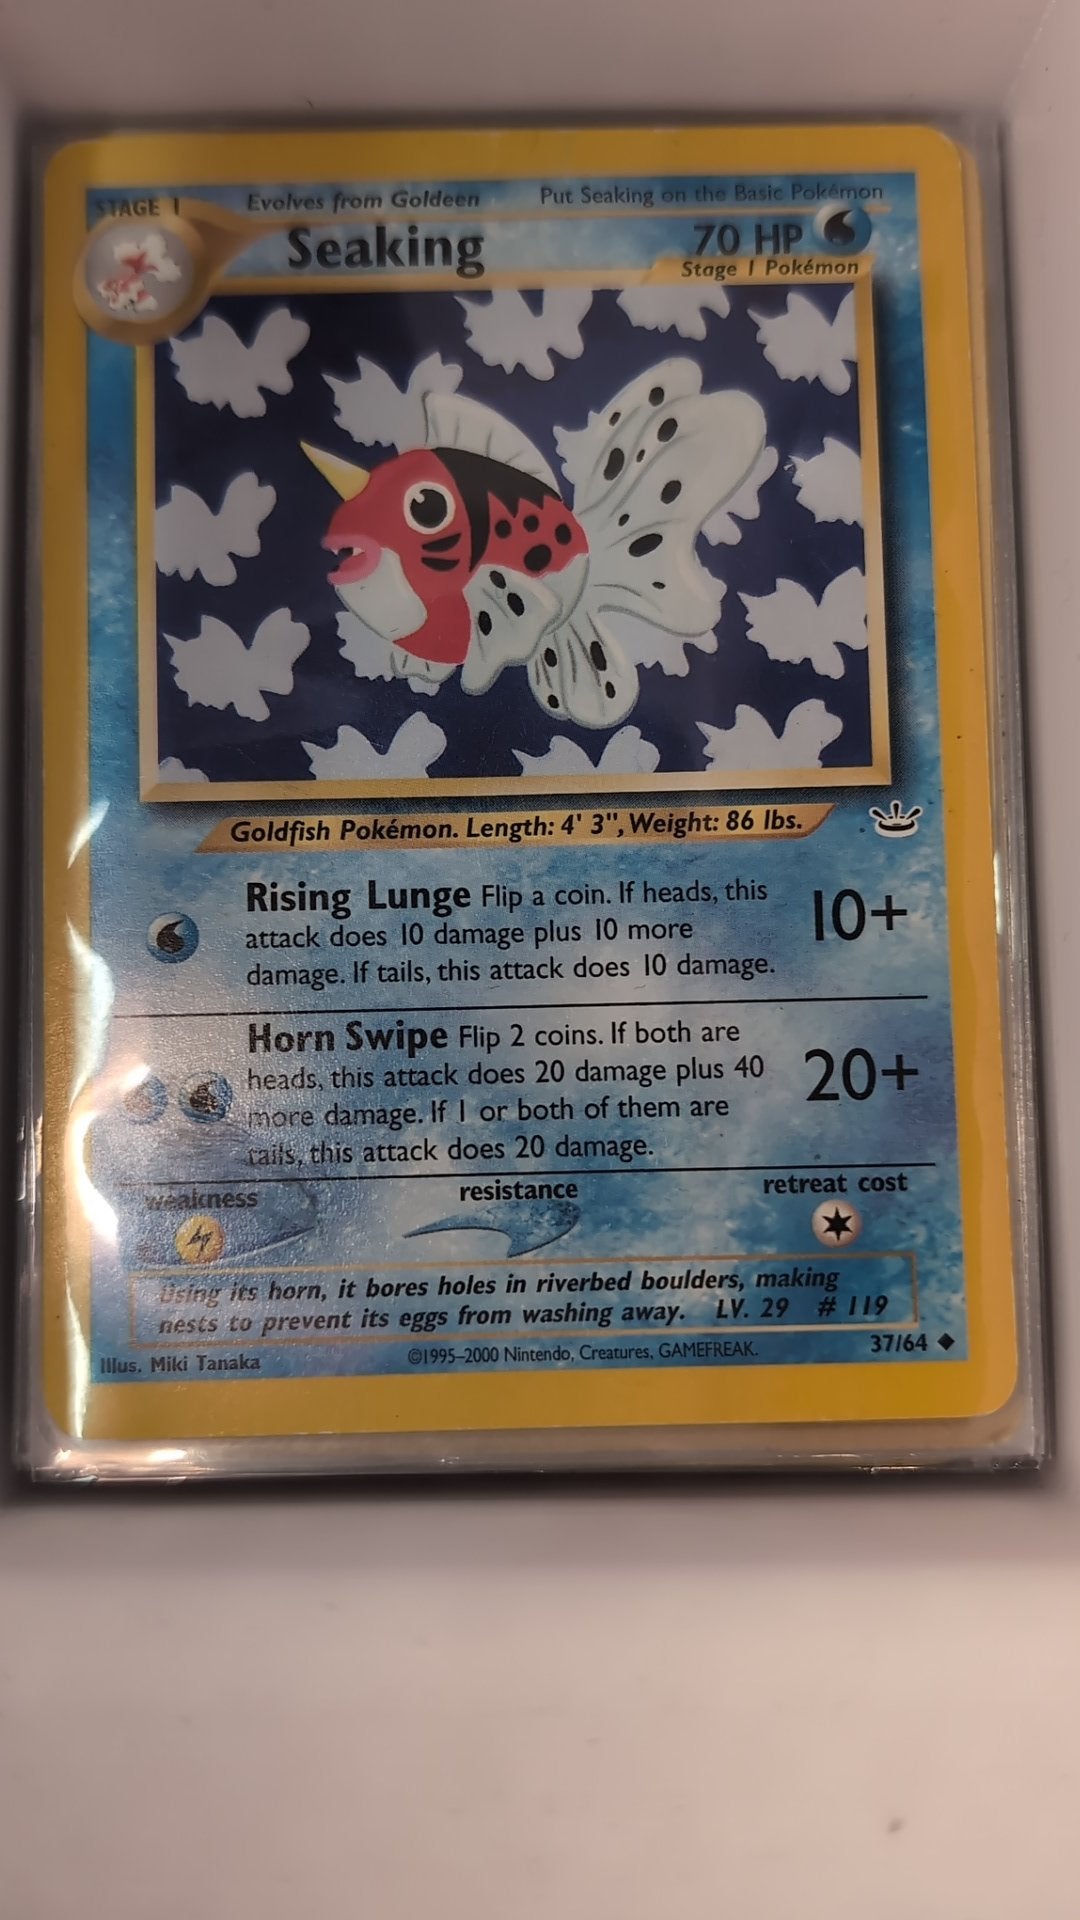 STAGE 1 Evolves from Goldeen Put Seaking on the Basic Pokémon
Seaking 70 HP
Stage 1 Pokémon
Goldfish Pokémon. Length: 4' 3", Weight: 86 lbs.
Rising Lunge Flip a coin. If heads, this
attack does 10 damage plus 10 more
damage. If tails, this attack does 10 damage.
10+
Horn Swipe Flip 2 coins. If both are
heads, this attack does 20 damage plus 40
more damage. If 1 or both of them are
tails, this attack does 20 damage.
20+
weakness resistance retreat cost
Using its horn, it bores holes in riverbed boulders, making
nests to prevent its eggs from washing away. LV. 29 # 119
Illus. Miki Tanaka ©1995–2000 Nintendo, Creatures, GAMEFREAK. 37/64